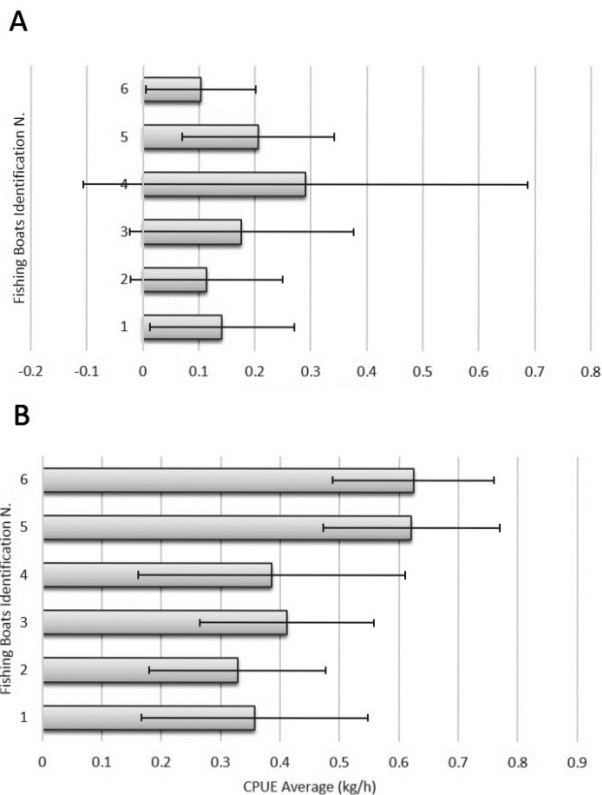 A
Fishing Boats Identification N.
6
5
4
3
2
1
-0.2 -0.1 0 0.1 0.2 0.3 0.4 0.5 0.6 0.7 0.8
B
Fishing Boats Identification N.
6
5
4
3
2
1
0 0.1 0.2 0.3 0.4 0.5 0.6 0.7 0.8 0.9
CPUE Average (kg/h)